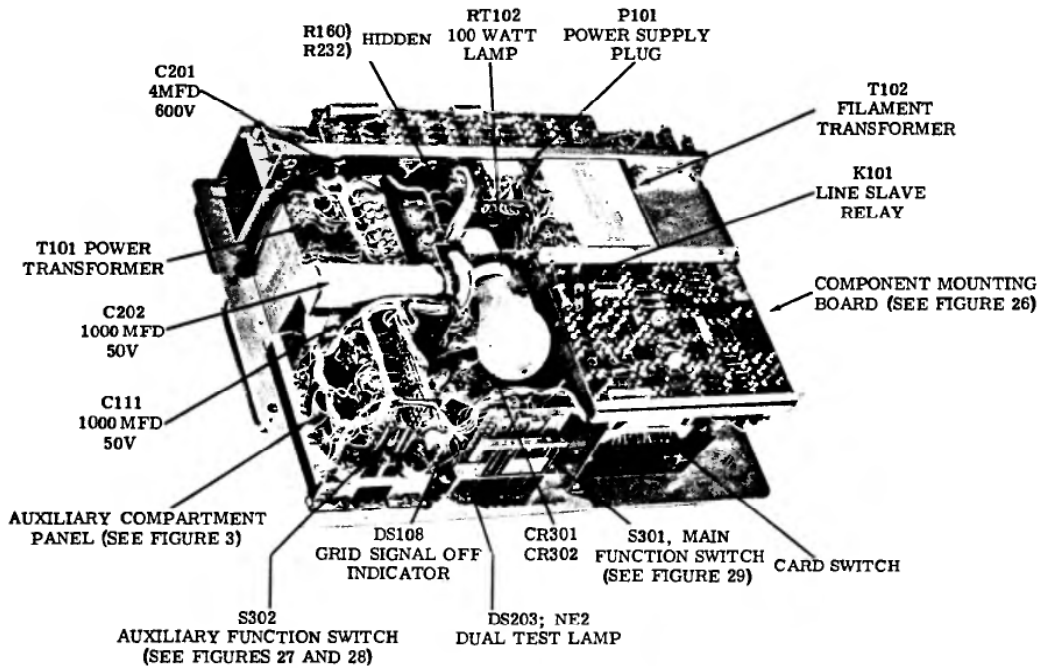 R160)
R232) HIDDEN
RT102
100 WATT
LAMP
P101
POWER SUPPLY
PLUG
C201
4MFD
600V
T102
FILAMENT
TRANSFORMER
K101
LINE SLAVE
RELAY
T101 POWER
TRANSFORMER
COMPONENT MOUNTING
BOARD (SEE FIGURE 26)
C202
1000 MFD
50V
C111
1000 MFD
50V
AUXILIARY COMPARTMENT
PANEL (SEE FIGURE 3)
DS108
GRID SIGNAL OFF
INDICATOR
CR301
CR302
S301, MAIN
FUNCTION SWITCH
(SEE FIGURE 29)
CARD SWITCH
S302
AUXILIARY FUNCTION SWITCH
(SEE FIGURES 27 AND 28)
DS203; NE2
DUAL TEST LAMP